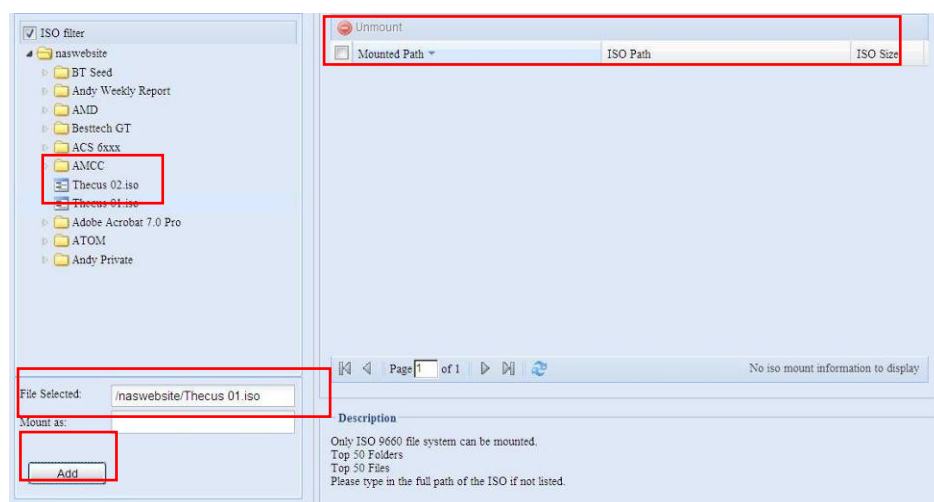 ISO filter
naswebsite
BT Seed
Andy Weekly Report
AMD
Besttech GT
ACS 6xxx
AMCC
Thecus 02.iso
Thecus 01.iso
Adobe Acrobat 7.0 Pro
ATOM
Andy Private
File Selected: /naswebsite/Thecus 01.iso
Mount as:
Add
Unmount
Mounted Path ISO Path ISO Size
Page 1 of 1 No iso mount information to display
Description
Only ISO 9660 file system can be mounted.
Top 50 Folders
Top 50 Files
Please type in the full path of the ISO if not listed.